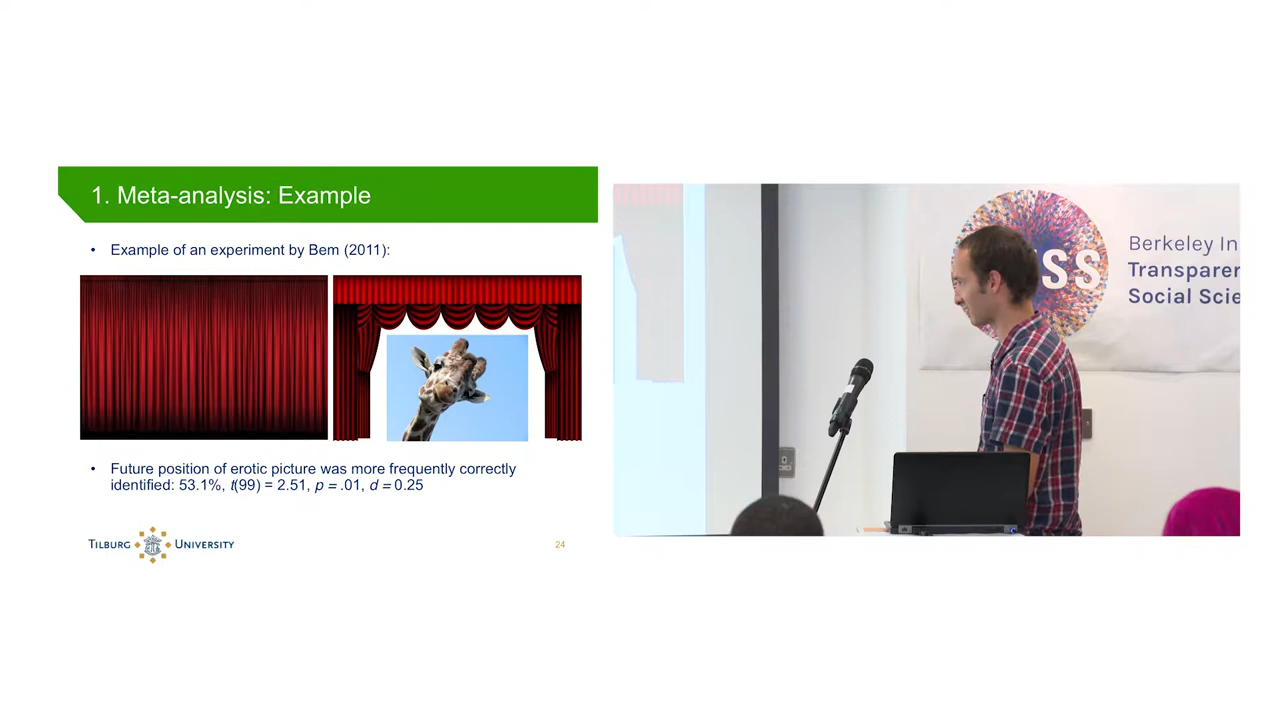 1. Meta-analysis: Example
• Example of an experiment by Bem (2011):
• Future position of erotic picture was more frequently correctly
identified: 53.1%, t(99) = 2.51, p = .01, d = 0.25
TILBURG UNIVERSITY
24
SS
Berkeley In
Transparen
Social Scie